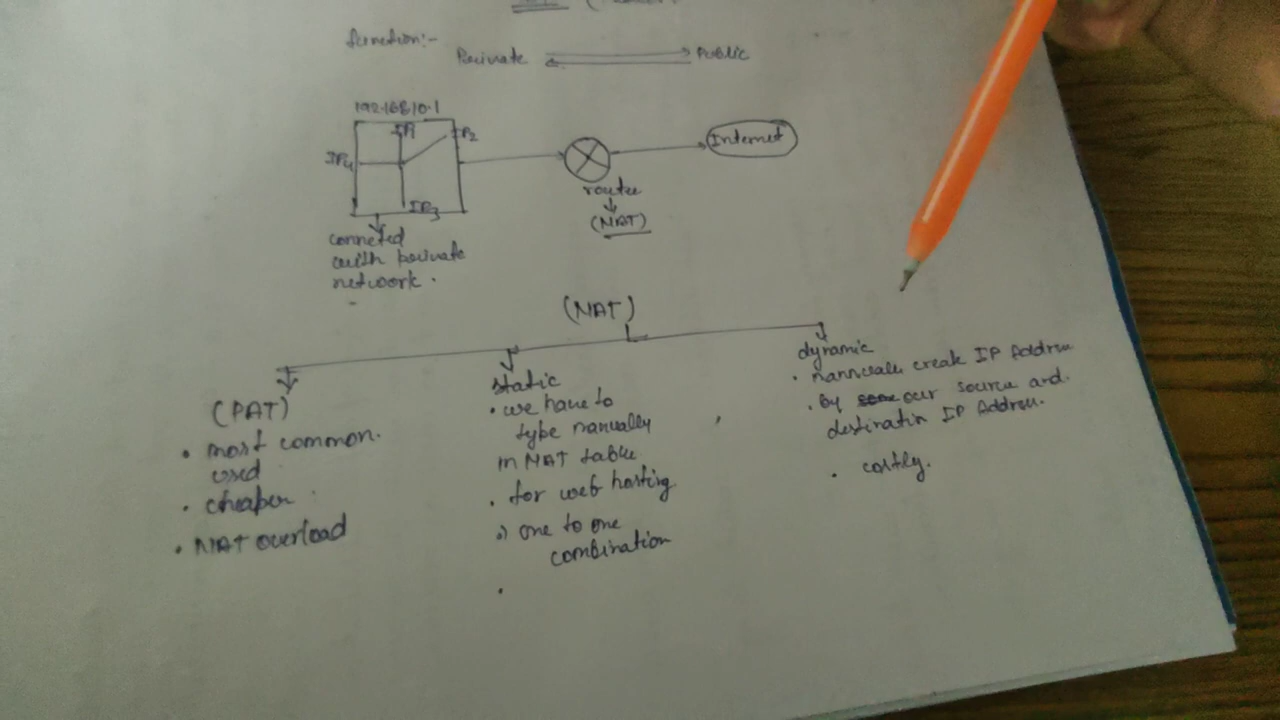 function:-
Private Public
192.168.10.1
IP1
IP2
IP4
IP3
Internet
router
(NAT)
conneted
with private
network.
(NAT)
(PAT)
• most common.
used
• cheaper
• NAT overload
static
• we have to
type manually
in NAT table
• for web hosting
•) one to one
combination
•
dynamic
• create IP Address
• by our source and.
destination IP Address.
• costly.